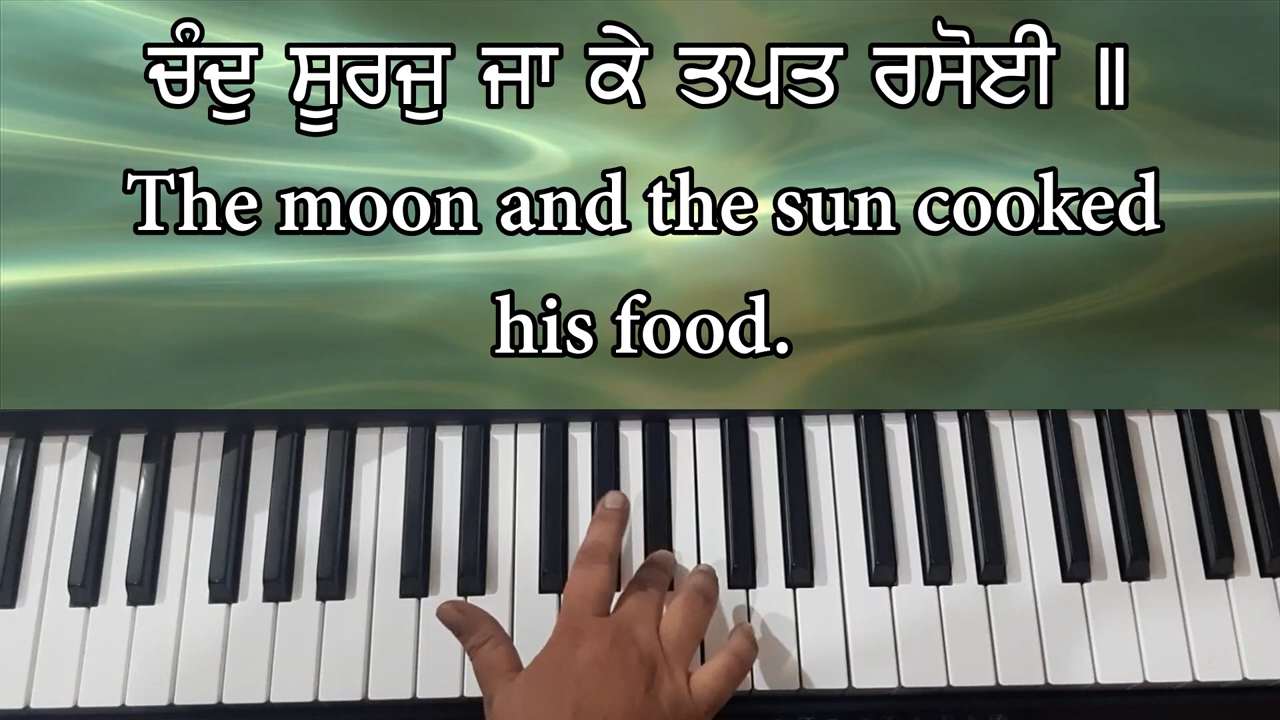 ਚੰਦੁ ਸੂਰਜੁ ਜਾ ਕੇ ਤਪਤ ਰਸੋਈ ॥
The moon and the sun cooked
his food.